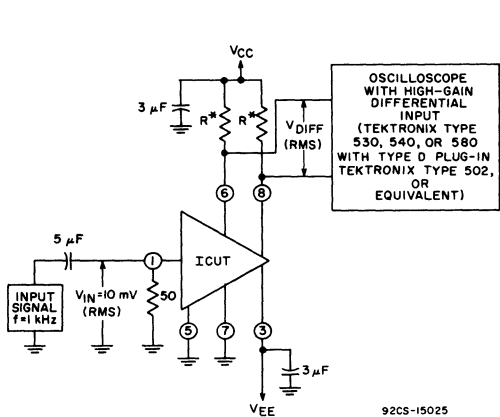 VCC
3 µF
R*
R*
VDIFF
(RMS)
OSCILLOSCOPE
WITH HIGH-GAIN
DIFFERENTIAL
INPUT
(TEKTRONIX TYPE
530, 540, OR 580
WITH TYPE D PLUG-IN
TEKTRONIX TYPE 502,
OR
EQUIVALENT)
6
8
5 µF
1
ICUT
INPUT
SIGNAL
f=1 kHz
VIN=10 mV
(RMS)
50
5
7
3
3 µF
VEE
92CS-15025